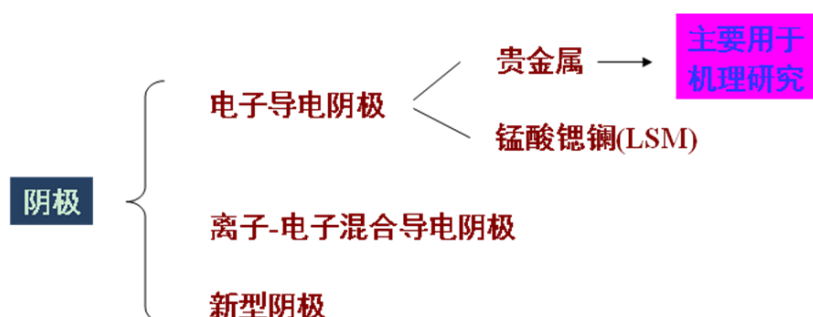 贵金属
主要用于
机理研究
电子导电阴极
锰酸锶镧(LSM)
阴极
离子-电子混合导电阴极
新型阴极